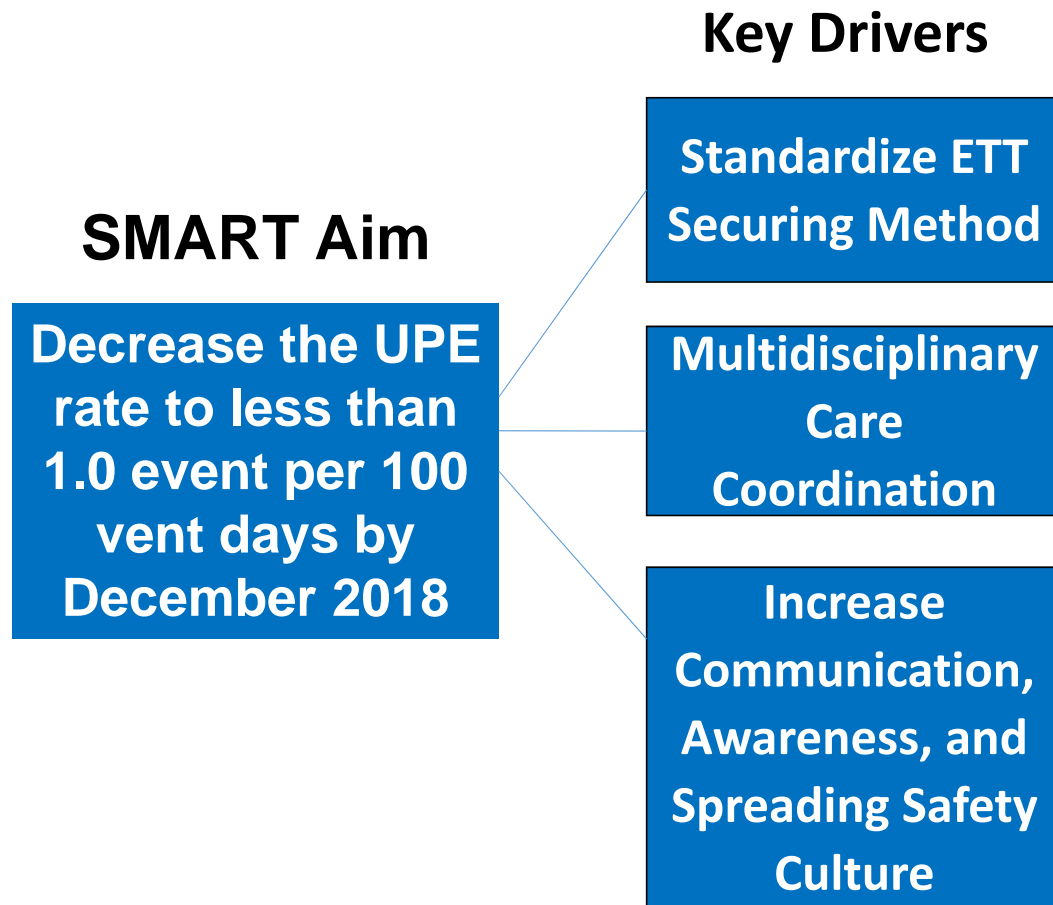 Key Drivers
SMART Aim
Decrease the UPE
rate to less than
1.0 event per 100
vent days by
December 2018
Standardize ETT
Securing Method
Multidisciplinary
Care
Coordination
Increase
Communication,
Awareness, and
Spreading Safety
Culture